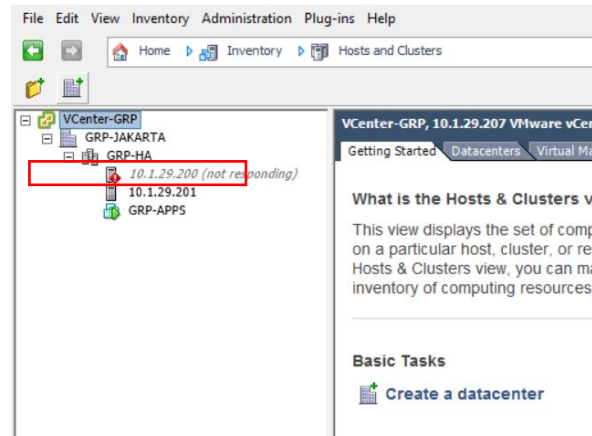 File Edit View Inventory Administration Plug-ins Help
Home Inventory Hosts and Clusters
VCenter-GRP
GRP-JAKARTA
GRP-HA
10.1.29.200 (not responding)
10.1.29.201
GRP-APPS
VCenter-GRP, 10.1.29.207 VMware vCen
Getting Started Datacenters Virtual Ma
What is the Hosts & Clusters v
This view displays the set of comp
on a particular host, cluster, or re
Hosts & Clusters view, you can ma
inventory of computing resources
Basic Tasks
Create a datacenter